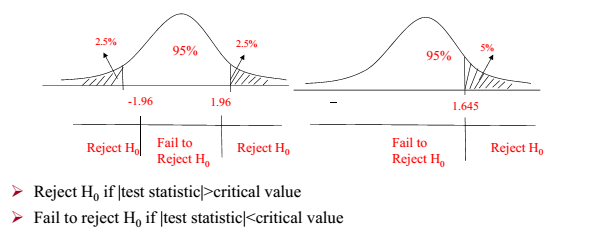 2.5%
95%
2.5%
-1.96
1.96
Reject H₀
Fail to
Reject H₀
Reject H₀
95%
5%
–
1.645
Fail to
Reject H₀
Reject H₀
➢ Reject H₀ if |test statistic|>critical value
➢ Fail to reject H₀ if |test statistic|<critical value